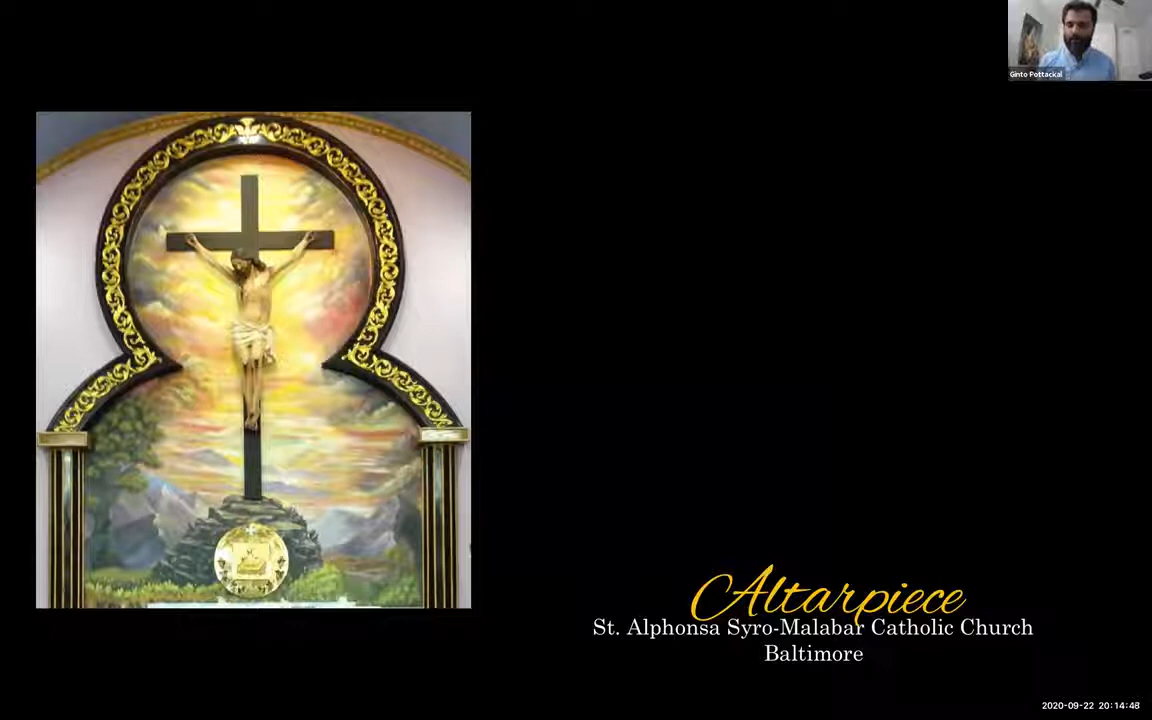 Ginto Pottackal
Altarpiece
St. Alphonsa Syro-Malabar Catholic Church
Baltimore
2020-09-22 20:14:48